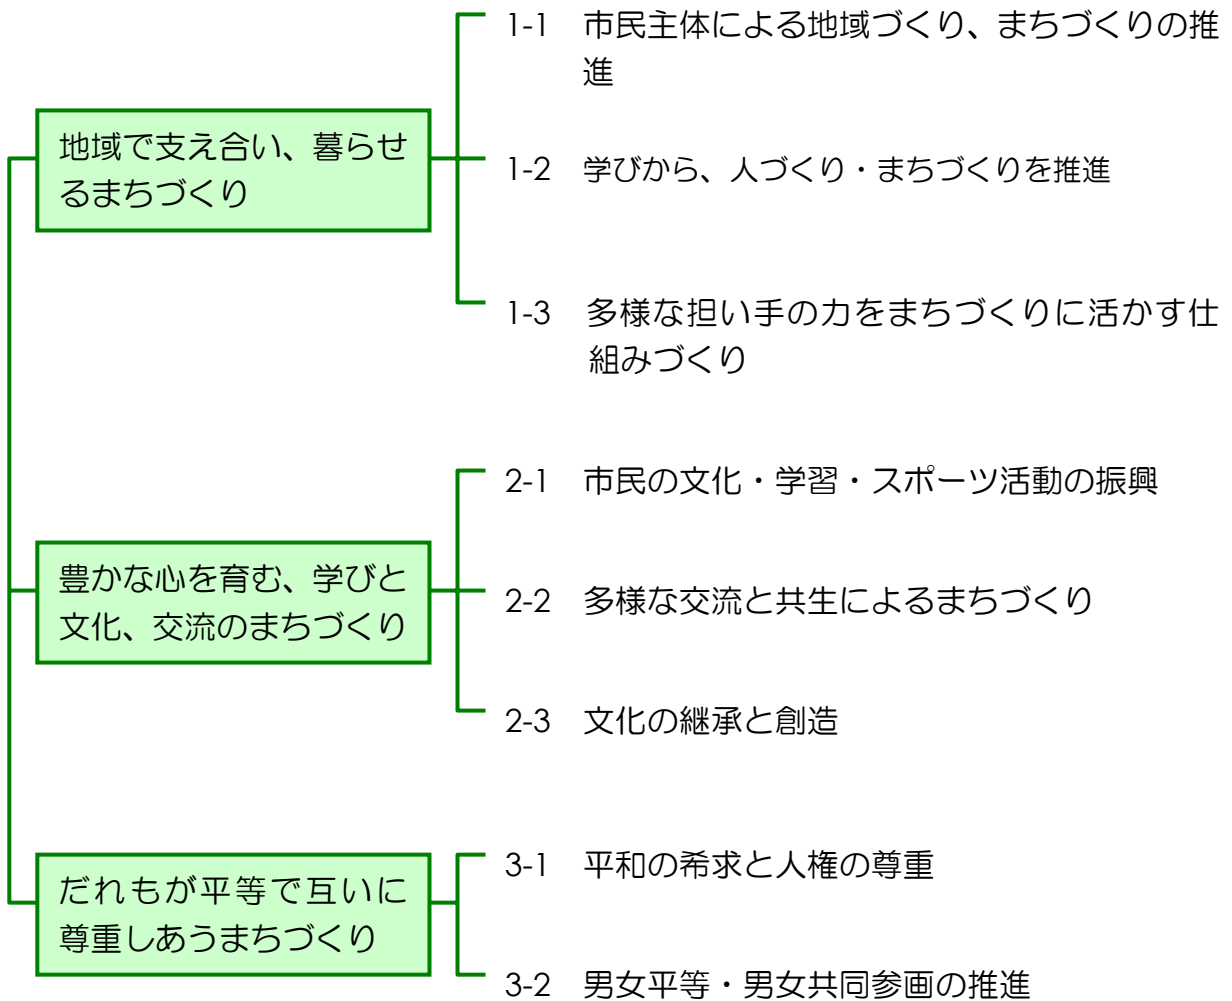 地域で支え合い、暮らせ
るまちづくり
1-1 市民主体による地域づくり、まちづくりの推
進
1-2 学びから、人づくり・まちづくりを推進
1-3 多様な担い手の力をまちづくりに活かす仕
組みづくり
豊かな心を育む、学びと
文化、交流のまちづくり
2-1 市民の文化・学習・スポーツ活動の振興
2-2 多様な交流と共生によるまちづくり
2-3 文化の継承と創造
だれもが平等で互いに
尊重しあうまちづくり
3-1 平和の希求と人権の尊重
3-2 男女平等・男女共同参画の推進